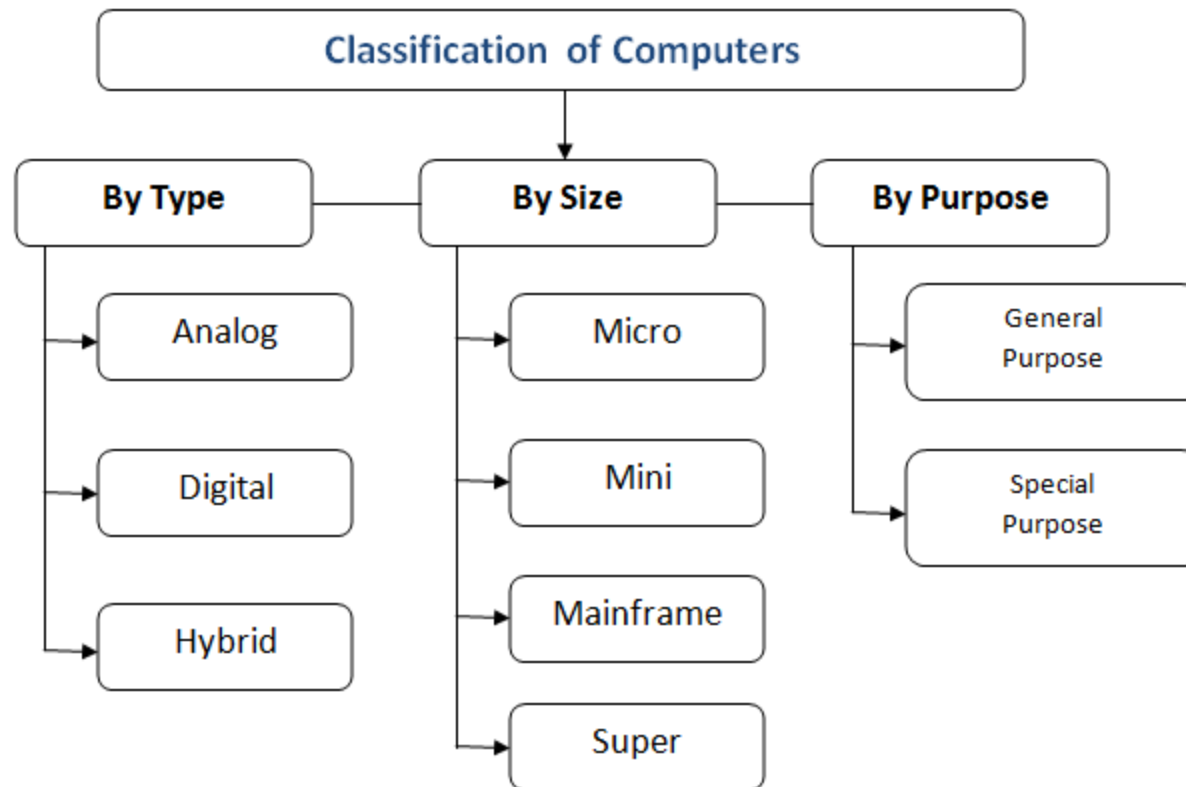 Classification of Computers
By Type
By Size
By Purpose
Analog
Digital
Hybrid
Micro
Mini
Mainframe
Super
General
Purpose
Special
Purpose